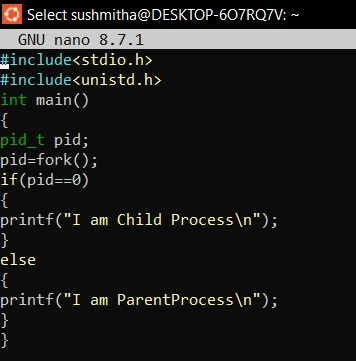 Select sushmitha@DESKTOP-6O7RQ7V: ~
GNU nano 8.7.1
#include<stdio.h>
#include<unistd.h>
int main()
{
pid_t pid;
pid=fork();
if(pid==0)
{
printf("I am Child Process\n");
}
else
{
printf("I am ParentProcess\n");
}
}